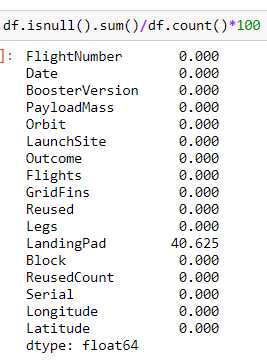 df.isnull().sum()/df.count()*100
]: FlightNumber 0.000
Date 0.000
BoosterVersion 0.000
PayloadMass 0.000
Orbit 0.000
LaunchSite 0.000
Outcome 0.000
Flights 0.000
GridFins 0.000
Reused 0.000
Legs 0.000
LandingPad 40.625
Block 0.000
ReusedCount 0.000
Serial 0.000
Longitude 0.000
Latitude 0.000
dtype: float64